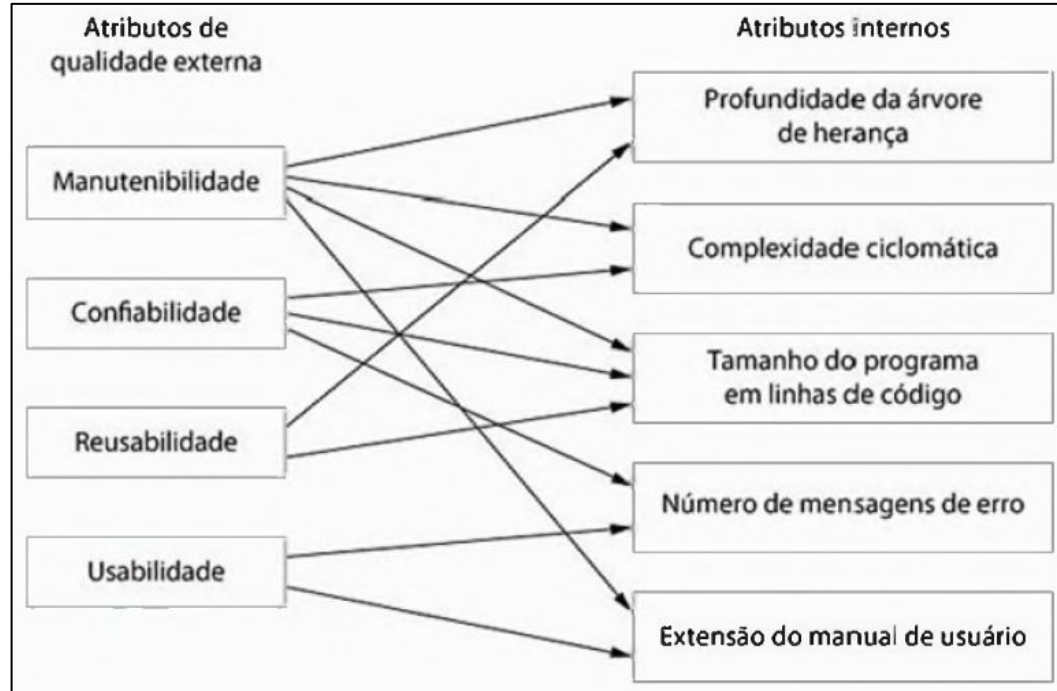 Atributos de
qualidade externa
Atributos internos
Manutenibilidade
Confiabilidade
Reusabilidade
Usabilidade
Profundidade da árvore
de herança
Complexidade ciclomática
Tamanho do programa
em linhas de código
Número de mensagens de erro
Extensão do manual de usuário